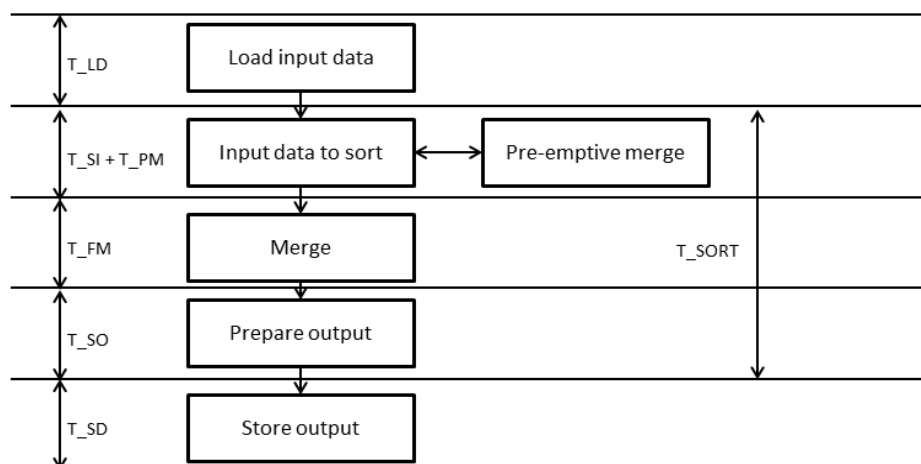 T_LD
Load input data
T_SI + T_PM
Input data to sort
Pre-emptive merge
T_FM
Merge
T_SORT
T_SO
Prepare output
T_SD
Store output